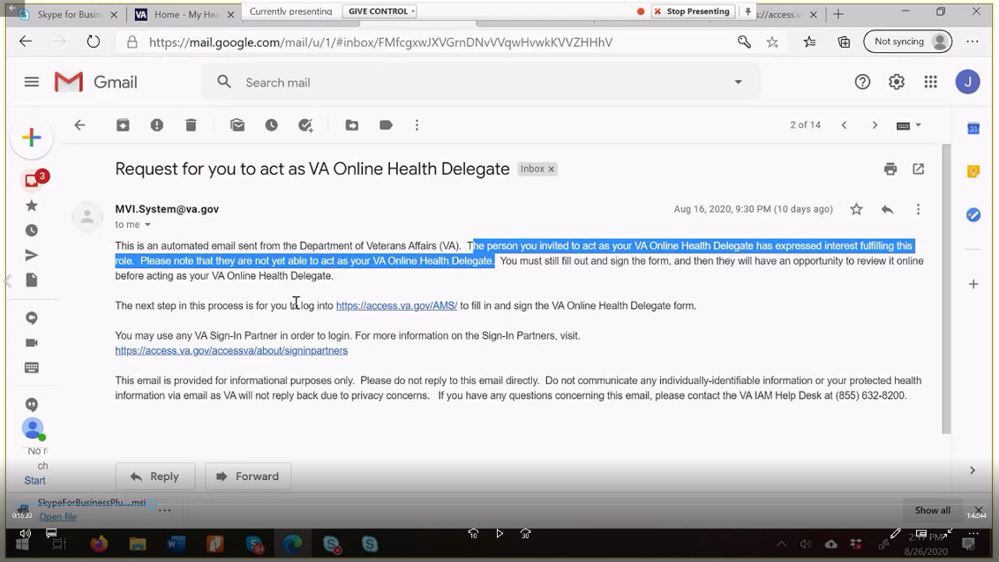 Skype for Busin
Home - My Hea
Currently presenting
GIVE CONTROL
Stop Presenting
://access.va
https://mail.google.com/mail/u/1/#inbox/FMfcgxwJXVGrnDNvVVqwHvwkKVVZHHhV
Not syncing
Gmail
Search mail
J
2 of 14
3
Request for you to act as VA Online Health Delegate
Inbox
MVI.System@va.gov
to me
Aug 16, 2020, 9:30 PM (10 days ago)
This is an automated email sent from the Department of Veterans Affairs (VA). The person you invited to act as your VA Online Health Delegate has expressed interest fulfilling this
role. Please note that they are not yet able to act as your VA Online Health Delegate. You must still fill out and sign the form, and then they will have an opportunity to review it online
before acting as your VA Online Health Delegate.
The next step in this process is for you to log into https://access.va.gov/AMS/ to fill in and sign the VA Online Health Delegate form.
You may use any VA Sign-In Partner in order to login. For more information on the Sign-In Partners, visit.
https://access.va.gov/accessva/about/signinpartners
This email is provided for informational purposes only. Please do not reply to this email directly. Do not communicate any individually-identifiable information or your protected health
information via email as VA will not reply back due to privacy concerns. If you have any questions concerning this email, please contact the VA IAM Help Desk at (855) 632-8200.
No r
ch
Start
Reply
Forward
SkypeForBusinessPlu....msi
Open file
Show all
0:16:33
1:42:44
10
30
2:17 PM
8/26/2020